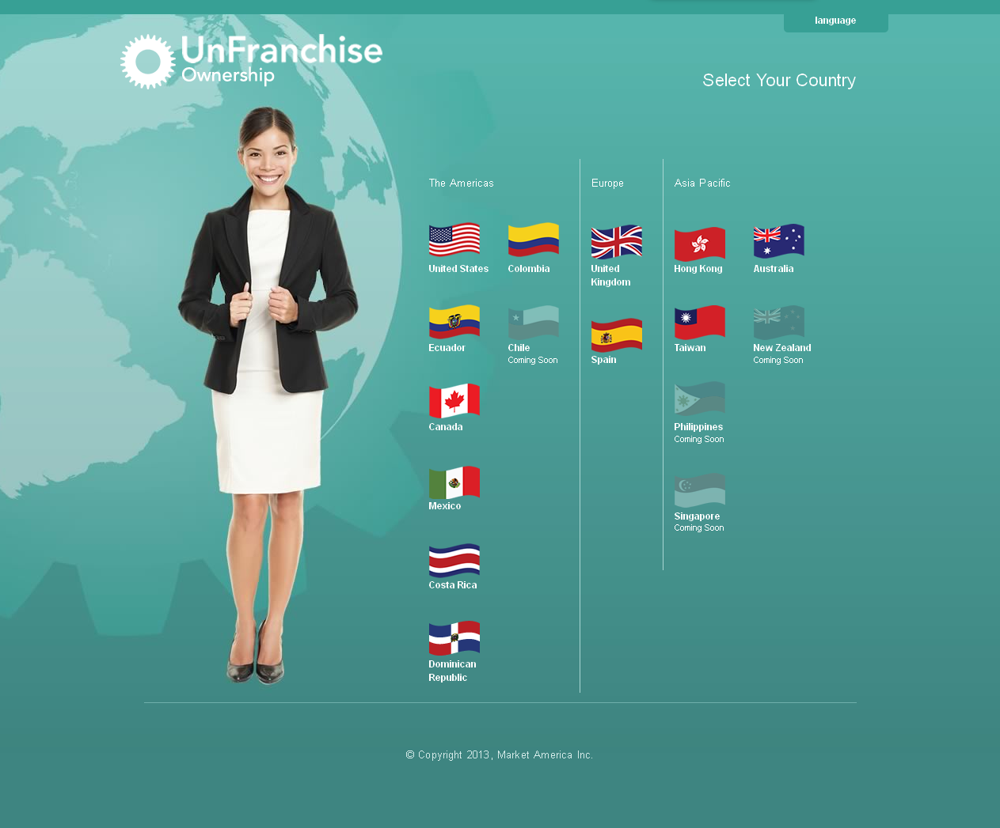 language
UnFranchise
Ownership
Select Your Country
The Americas
United States
Colombia
Ecuador
Chile
Coming Soon
Canada
Mexico
Costa Rica
Dominican
Republic
Europe
United
Kingdom
Spain
Asia Pacific
Hong Kong
Australia
Taiwan
New Zealand
Coming Soon
Philippines
Coming Soon
Singapore
Coming Soon
© Copyright 2013, Market America Inc.